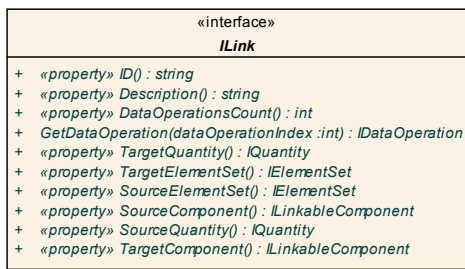 «interface»
ILink
+ «property» ID() : string
+ «property» Description() : string
+ «property» DataOperationsCount() : int
+ GetDataOperation(dataOperationIndex :int) : IDataOperation
+ «property» TargetQuantity() : IQuantity
+ «property» TargetElementSet() : IElementSet
+ «property» SourceElementSet() : IElementSet
+ «property» SourceComponent() : ILinkableComponent
+ «property» SourceQuantity() : IQuantity
+ «property» TargetComponent() : ILinkableComponent